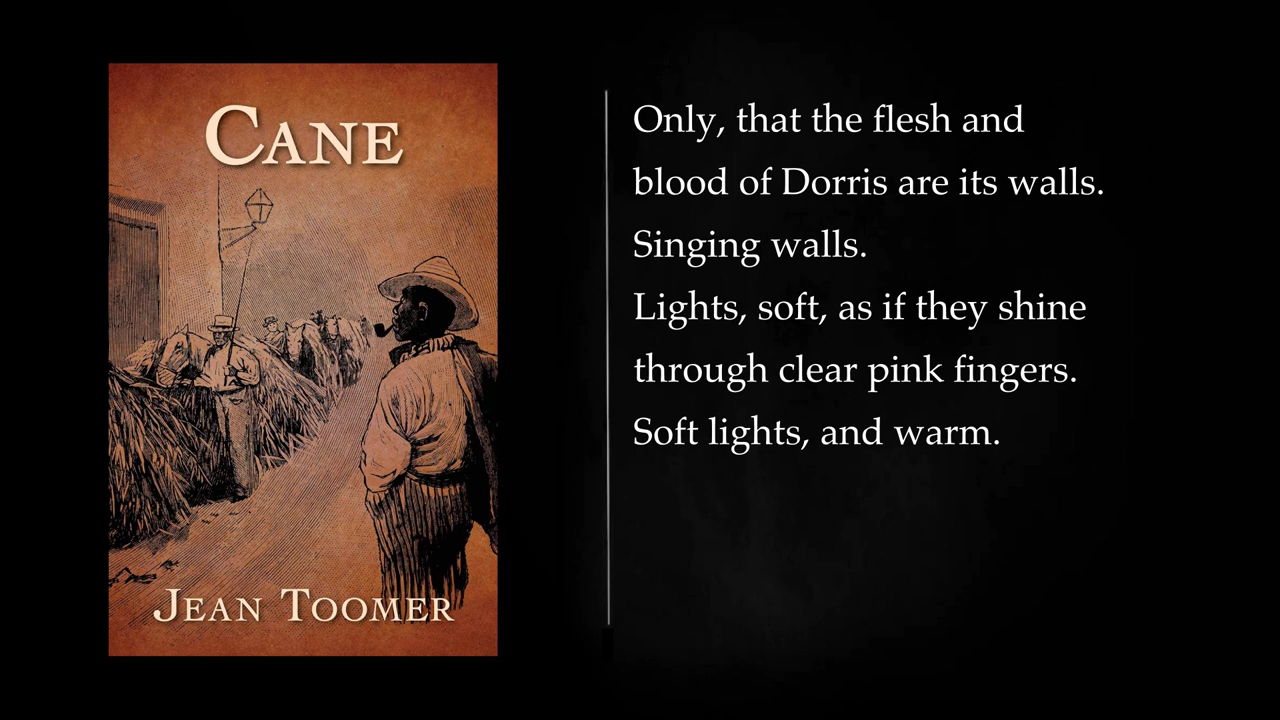 CANE
JEAN TOOMER
Only, that the flesh and
blood of Dorris are its walls.
Singing walls.
Lights, soft, as if they shine
through clear pink fingers.
Soft lights, and warm.